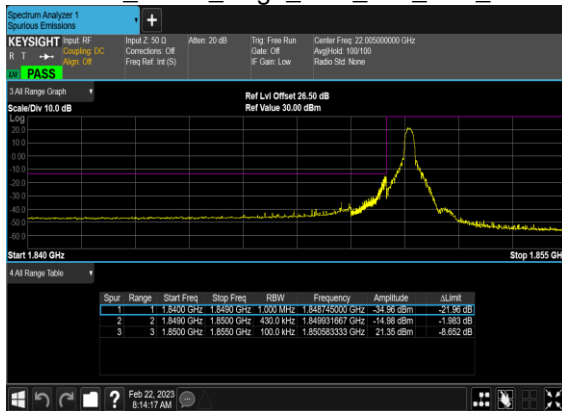 Spectrum Analyzer 1
Spurious Emissions
KEYSIGHT
R T
Input: RF
Coupling: DC
Align: Off
Input Z: 50 Ω
Corrections: Off
Freq Ref: Int (S)
Atten: 20 dB
Trig: Free Run
Gate: Off
IF Gain: Low
Center Freq: 22.005000000 GHz
Avg|Hold: 100/100
Radio Std: None
PASS
3 All Range Graph
Scale/Div 10.0 dB
Ref Lvl Offset 26.50 dB
Ref Value 30.00 dBm
Log
20.0
10.0
0.00
-10.0
-20.0
-30.0
-40.0
-50.0
-60.0
Start 1.840 GHz
Stop 1.855 GH
4 All Range Table
Spur Range Start Freq Stop Freq RBW Frequency Amplitude ΔLimit
1 1 1.8400 GHz 1.8490 GHz 1.000 MHz 1.848745000 GHz -34.96 dBm -21.96 dB
2 2 1.8490 GHz 1.8500 GHz 430.0 kHz 1.849931667 GHz -14.98 dBm -1.983 dB
3 3 1.8500 GHz 1.8550 GHz 100.0 kHz 1.850583333 GHz 21.35 dBm -8.652 dB
? Feb 22, 2023
8:14:17 AM